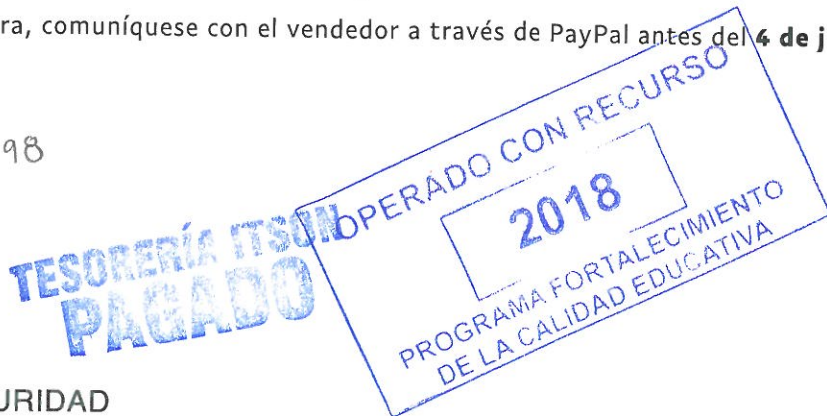 ra, comuníquese con el vendedor a través de PayPal antes del 4 de j
98
OPERADO CON RECURSO
2018
PROGRAMA FORTALECIMIENTO
DE LA CALIDAD EDUCATIVA
TESORERÍA ITSON
PAGADO
URIDAD